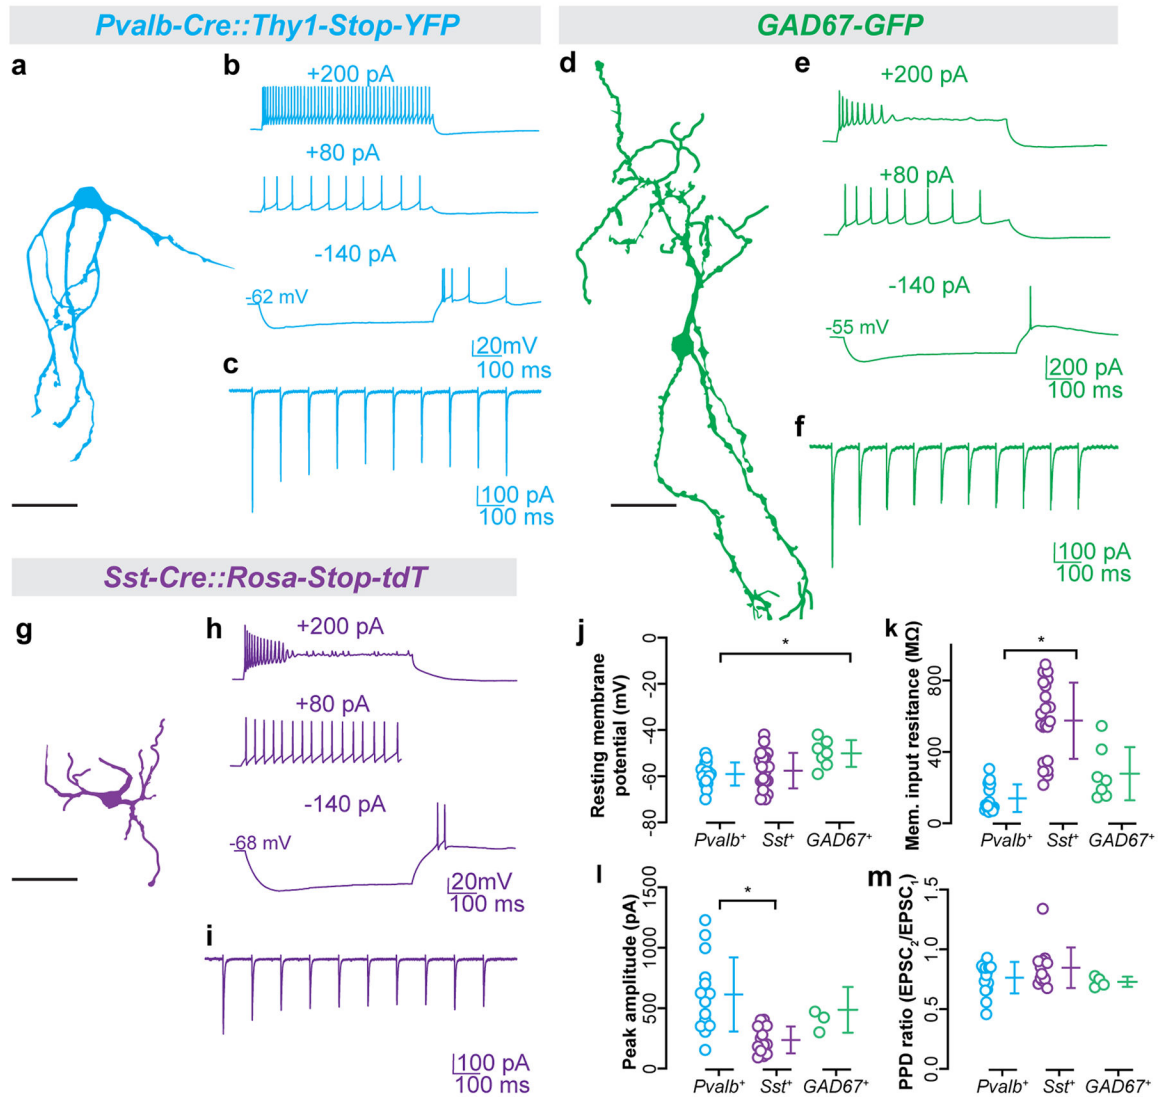 Pvalb-Cre::Thy1-Stop-YFP
a
b
+200 pA
+80 pA
-140 pA
-62 mV
20mV
100 ms
c
100 pA
100 ms
GAD67-GFP
d
e
+200 pA
+80 pA
-140 pA
-55 mV
200 pA
100 ms
f
100 pA
100 ms
Sst-Cre::Rosa-Stop-tdT
g
h
+200 pA
+80 pA
-140 pA
-68 mV
20mV
100 ms
i
100 pA
100 ms
j
Resting membrane
potential (mV)
0
-20
-40
-60
-80
*
Pvalb⁺ Sst⁺ GAD67⁺
k
Mem. input resitance (MΩ)
800
400
0
*
Pvalb⁺ Sst⁺ GAD67⁺
l
Peak amplitude (pA)
1500
1000
500
0
*
Pvalb⁺ Sst⁺ GAD67⁺
m
PPD ratio (EPSC₂/EPSC₁)
1.5
1.0
0.5
0.0
Pvalb⁺ Sst⁺ GAD67⁺